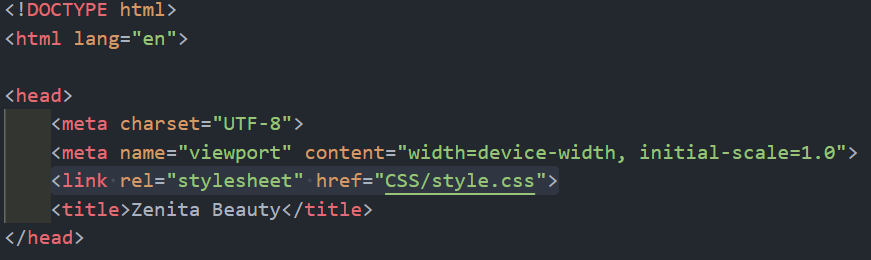 <!DOCTYPE html>
<html lang="en">
<head>
<meta charset="UTF-8">
<meta name="viewport" content="width=device-width, initial-scale=1.0">
<link rel="stylesheet" href="CSS/style.css">
<title>Zenita Beauty</title>
</head>